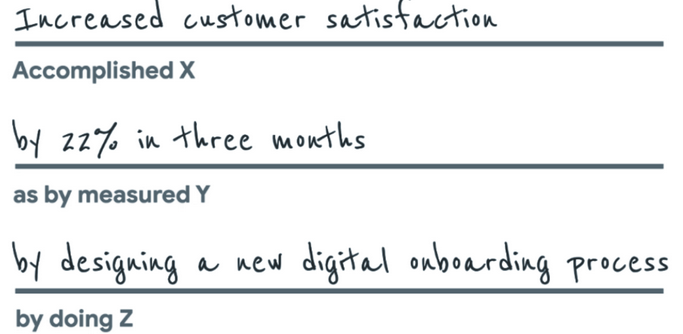 Increased customer satisfaction
Accomplished X
by 22% in three months
as by measured Y
by designing a new digital onboarding process
by doing Z